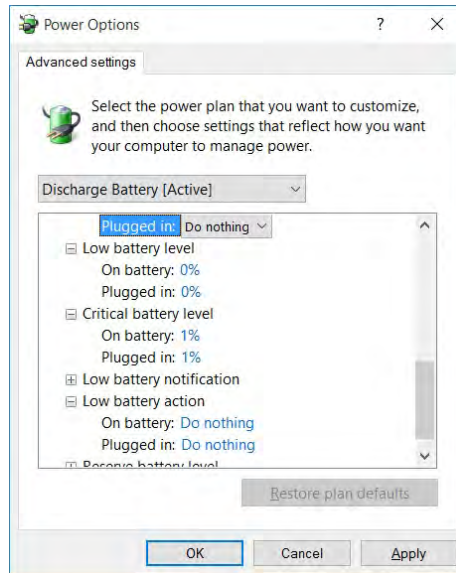 Power Options
?
Advanced settings
Select the power plan that you want to customize,
and then choose settings that reflect how you want
your computer to manage power.
Discharge Battery [Active]
Plugged in: Do nothing
Low battery level
On battery: 0%
Plugged in: 0%
Critical battery level
On battery: 1%
Plugged in: 1%
Low battery notification
Low battery action
On battery: Do nothing
Plugged in: Do nothing
Reserve battery level
Restore plan defaults
OK Cancel Apply